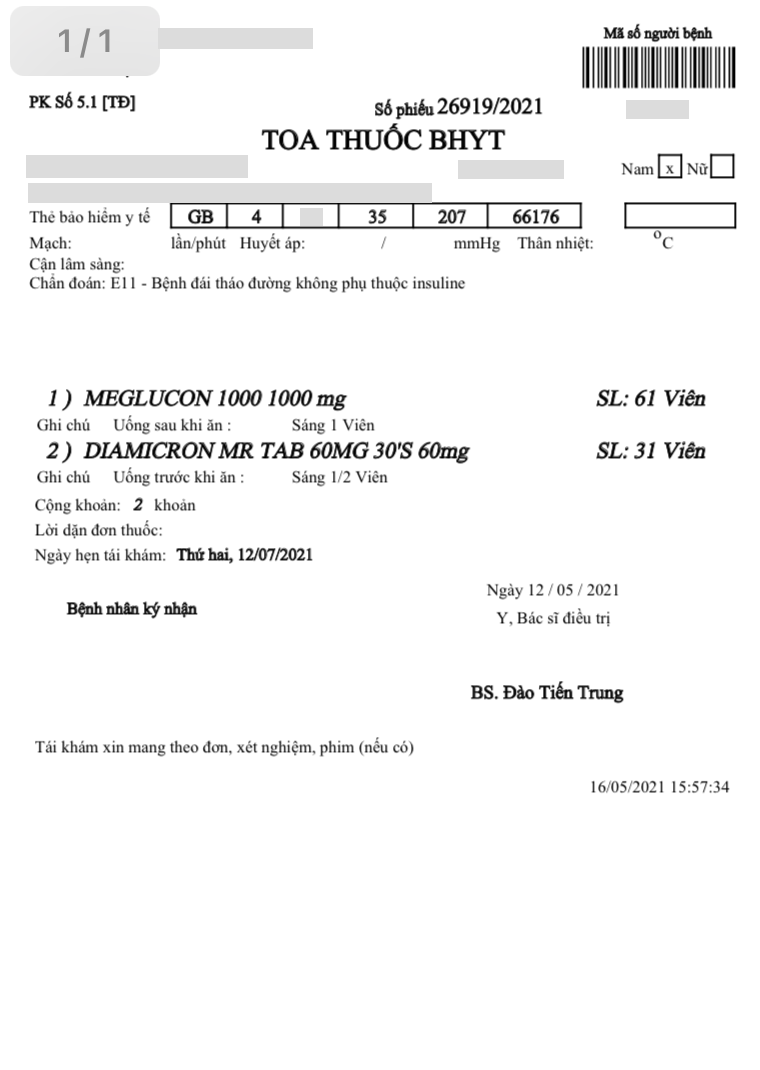 1/1
Mã số người bệnh
PK Số 5.1 [TĐ]
Số phiếu 26919/2021
TOA THUỐC BHYT
Nam x Nữ
Thẻ bảo hiểm y tế GB 4 35 207 66176
Mạch: lần/phút Huyết áp: / mmHg Thân nhiệt: °C
Cận lâm sàng:
Chẩn đoán: E11 - Bệnh đái tháo đường không phụ thuộc insuline
1 ) MEGLUCON 1000 1000 mg SL: 61 Viên
Ghi chú Uống sau khi ăn : Sáng 1 Viên
2 ) DIAMICRON MR TAB 60MG 30'S 60mg SL: 31 Viên
Ghi chú Uống trước khi ăn : Sáng 1/2 Viên
Cộng khoản: 2 khoản
Lời dặn đơn thuốc:
Ngày hẹn tái khám: Thứ hai, 12/07/2021
Ngày 12 / 05 / 2021
Bệnh nhân ký nhận
Y, Bác sĩ điều trị
BS. Đào Tiến Trung
Tái khám xin mang theo đơn, xét nghiệm, phim (nếu có)
16/05/2021 15:57:34